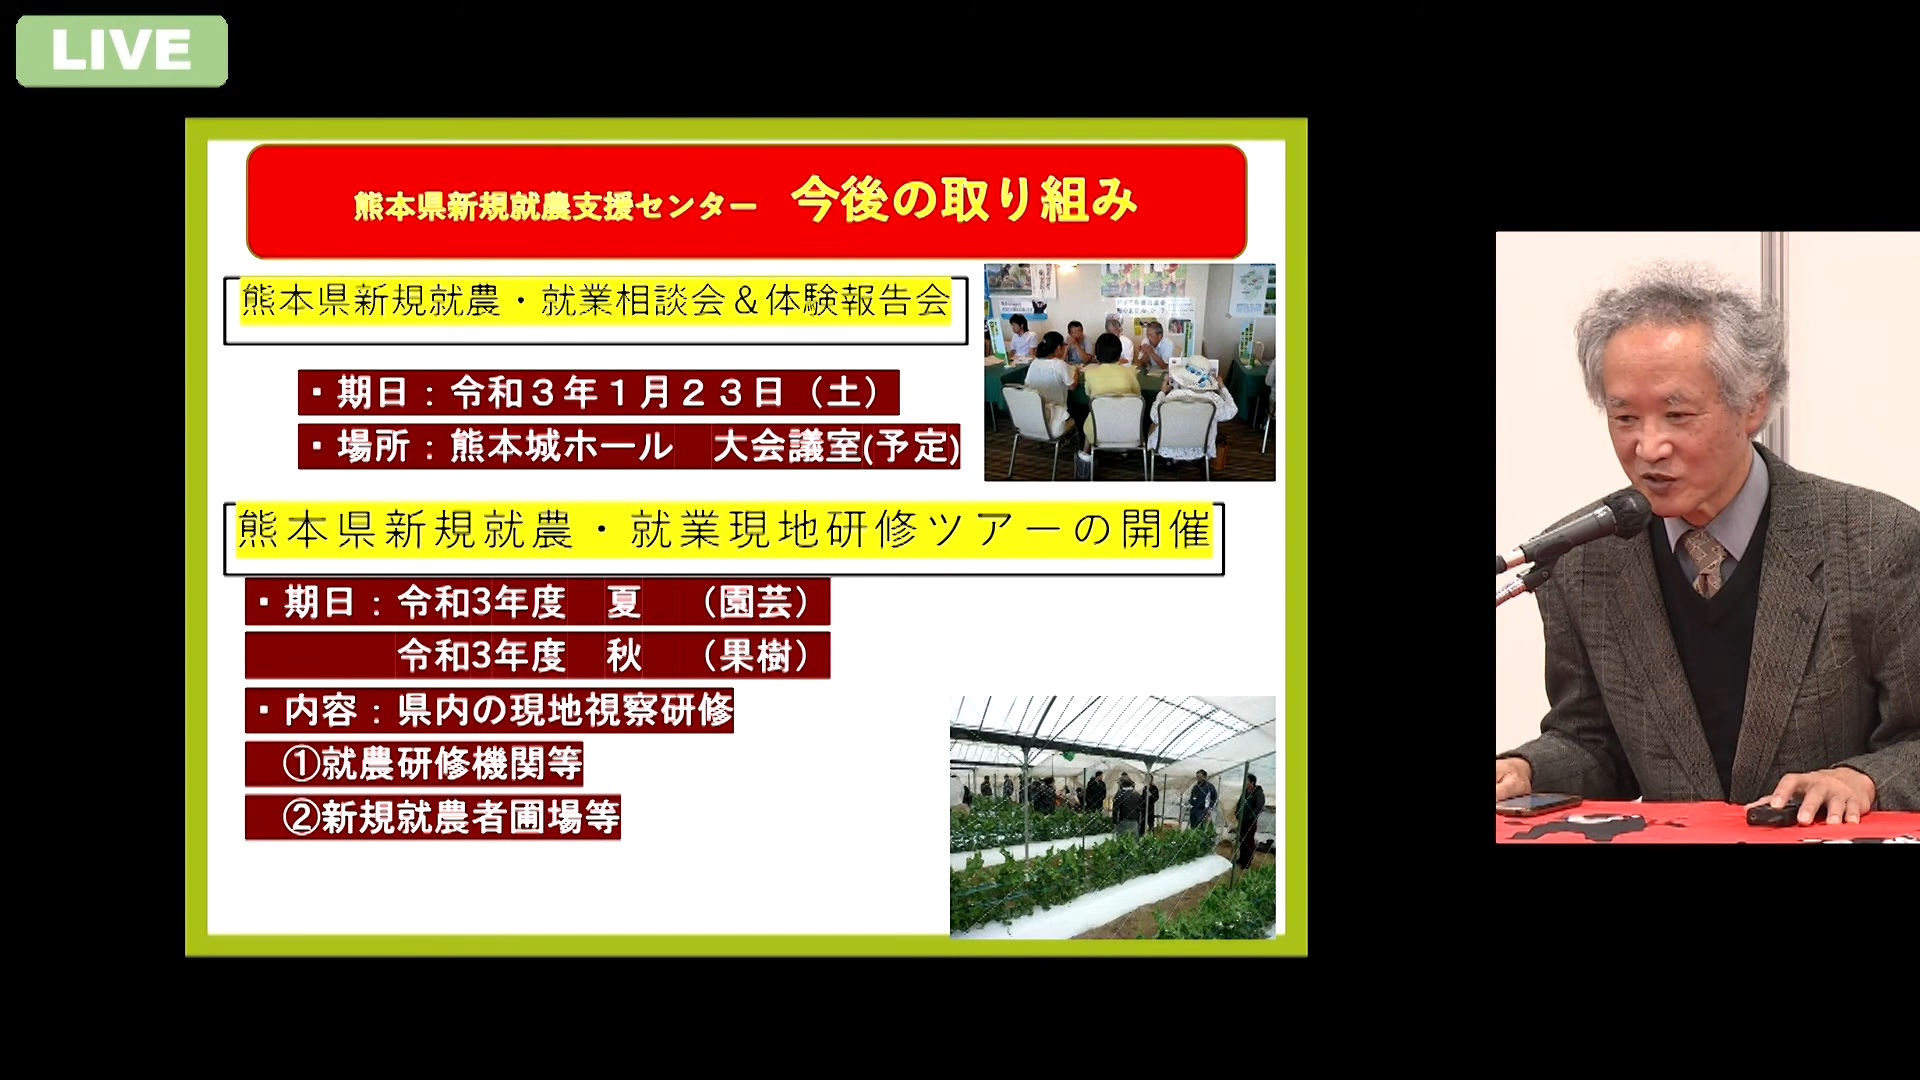 LIVE
熊本県新規就農支援センター　今後の取り組み
熊本県新規就農・就業相談会＆体験報告会
・期日：令和３年１月２３日（土）
・場所：熊本城ホール　大会議室(予定)
熊本県新規就農・就業現地研修ツアーの開催
・期日：令和3年度　夏　（園芸）
令和3年度　秋　（果樹）
・内容：県内の現地視察研修
①就農研修機関等
②新規就農者圃場等